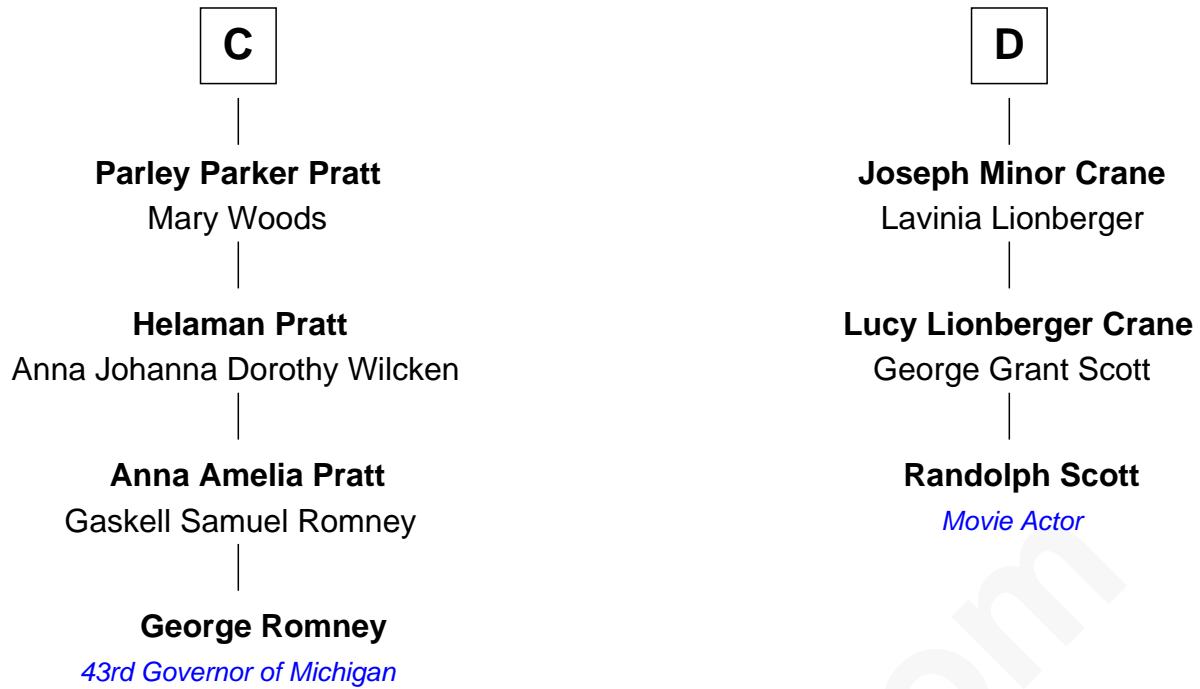 C
Parley Parker Pratt
Mary Woods
Helaman Pratt
Anna Johanna Dorothy Wilcken
Anna Amelia Pratt
Gaskell Samuel Romney
George Romney
43rd Governor of Michigan
D
Joseph Minor Crane
Lavinia Lionberger
Lucy Lionberger Crane
George Grant Scott
Randolph Scott
Movie Actor
om